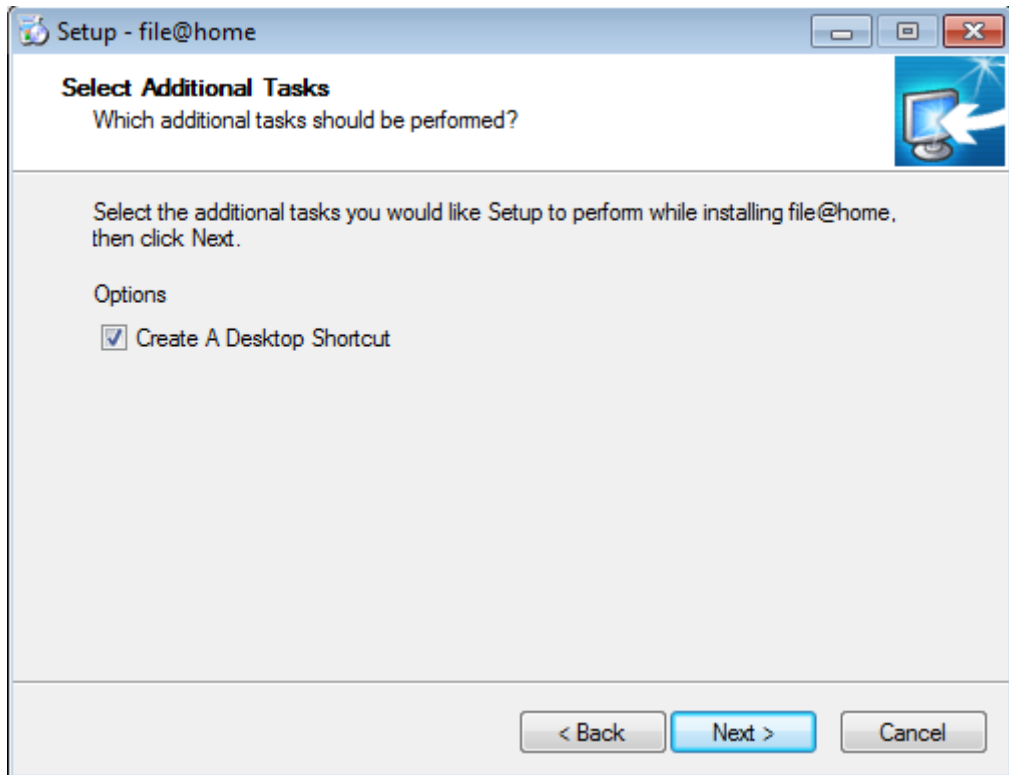 Setup - file@home
Select Additional Tasks
Which additional tasks should be performed?
Select the additional tasks you would like Setup to perform while installing file@home,
then click Next.
Options
Create A Desktop Shortcut
< Back
Next >
Cancel